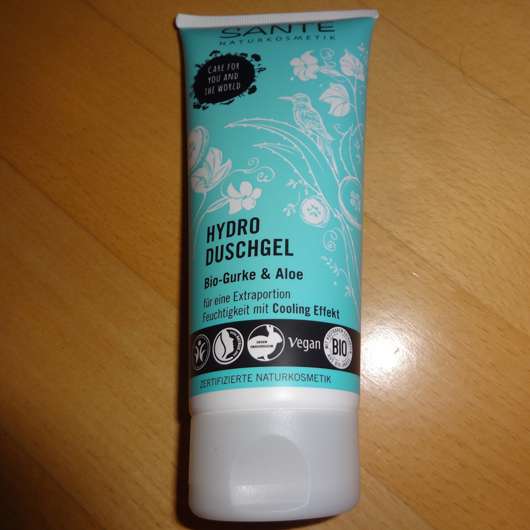 SANTE
NATURKOSMETIK
CARE FOR
YOU AND
THE WORLD
HYDRO
DUSCHGEL
Bio-Gurke & Aloe
für eine Extraportion
Feuchtigkeit mit Cooling Effekt
Vegan
BIO
ZERTIFIZIERTE NATURKOSMETIK